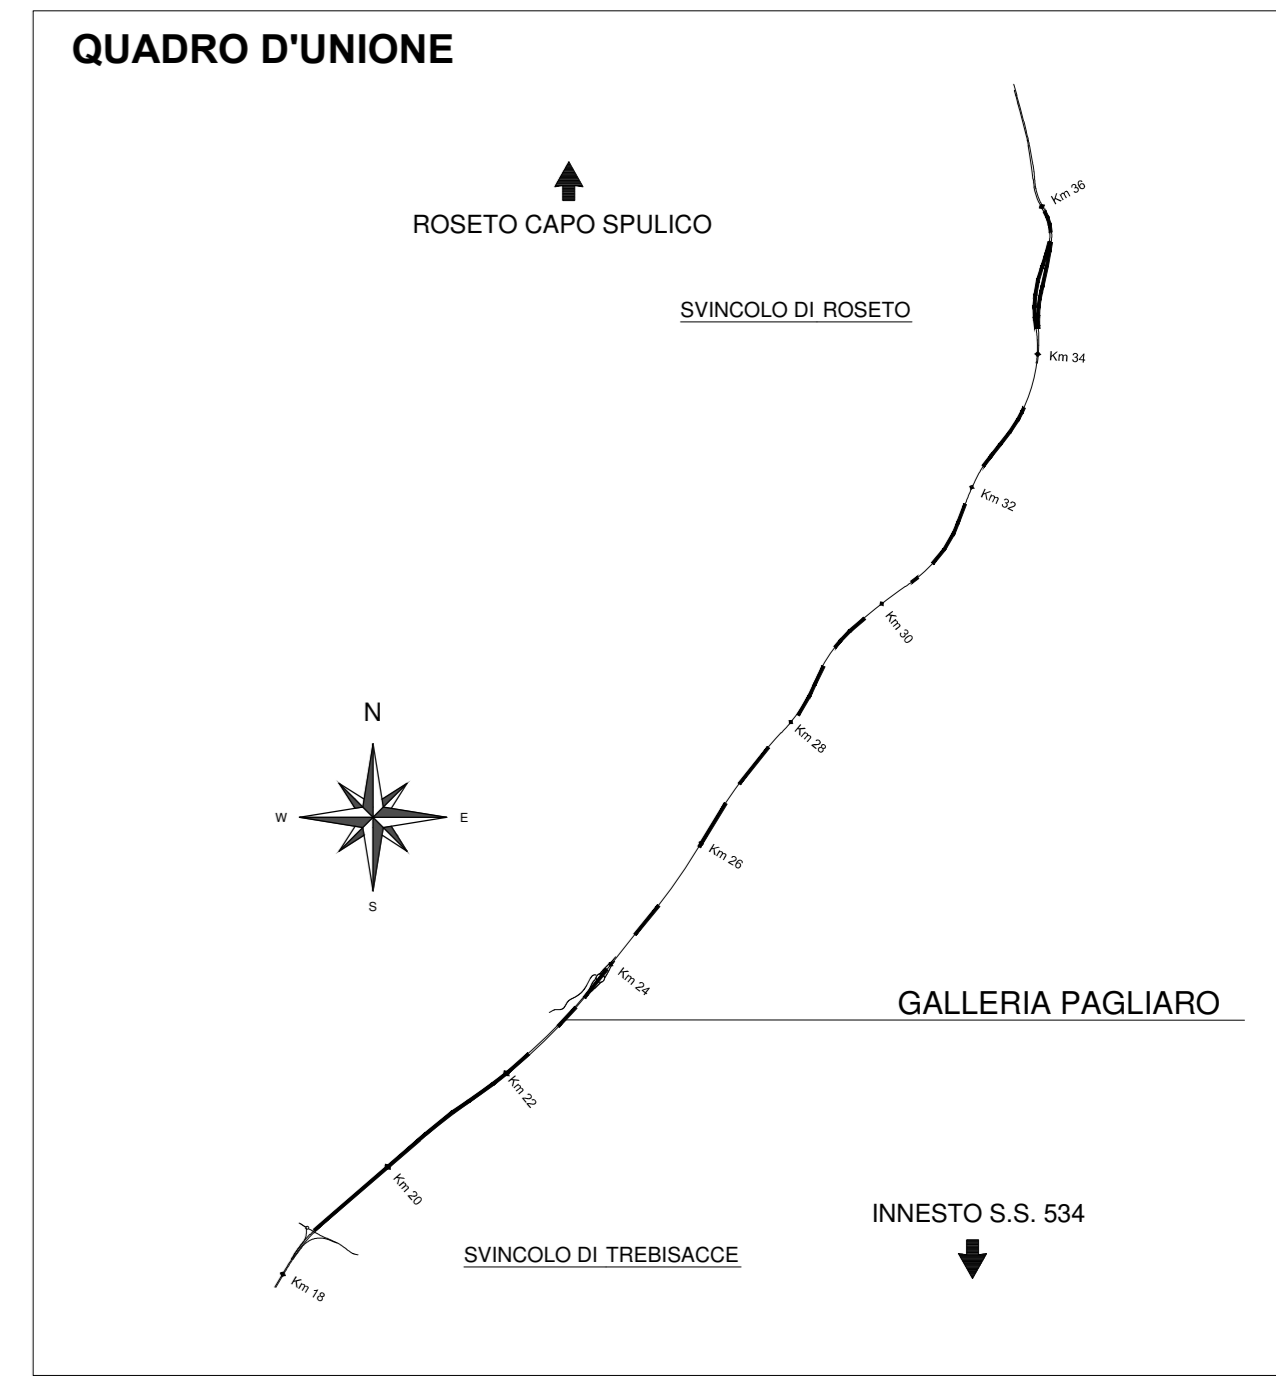 QUADRO D'UNIONE
Km 36
ROSETO CAPO SPULICO
SVINCOLO DI ROSETO
Km 34
Km 32
Km 30
N
Km 28
W
E
Km 26
S
Km 24
GALLERIA PAGLIARO
Km 22
Km 20
INNESTO S.S. 534
SVINCOLO DI TREBISACCE
Km 18